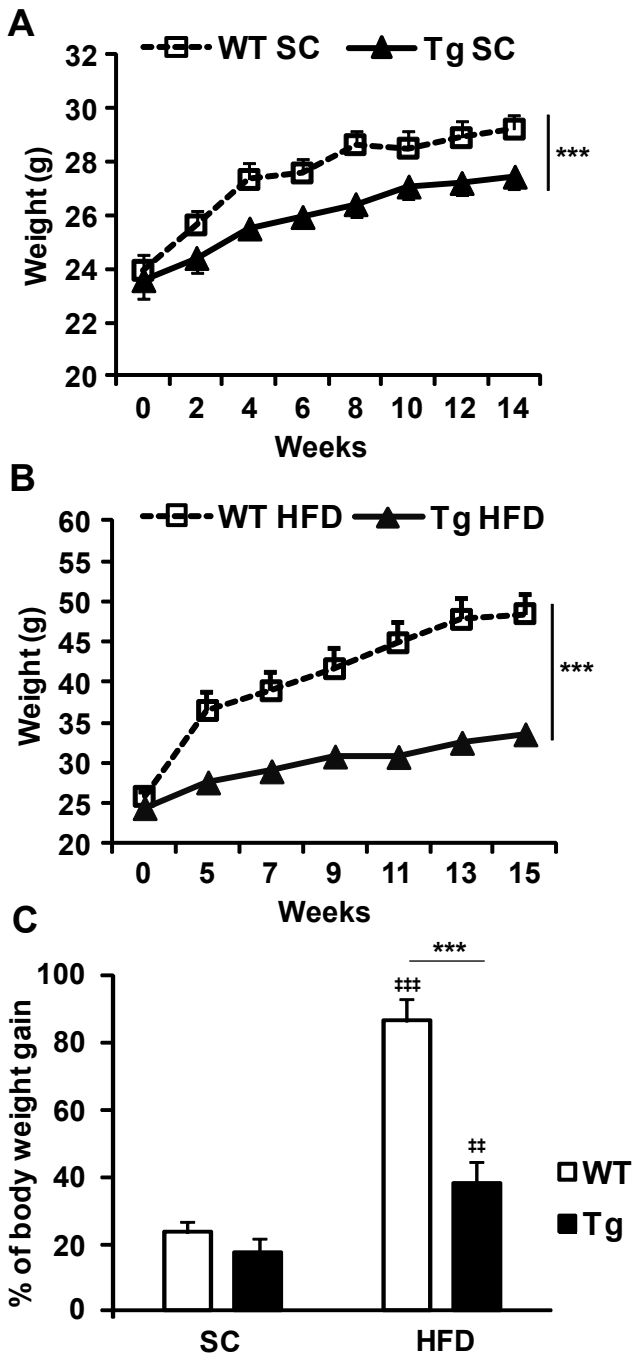 A
WT SC Tg SC
32
30
28
26
24
22
20
Weight (g)
***
0 2 4 6 8 10 12 14
Weeks
B
WT HFD Tg HFD
60
55
50
45
40
35
30
25
20
Weight (g)
***
0 5 7 9 11 13 15
Weeks
C
***
100
80
60
40
20
0
% of body weight gain
‡‡‡
‡‡
WT
Tg
SC HFD